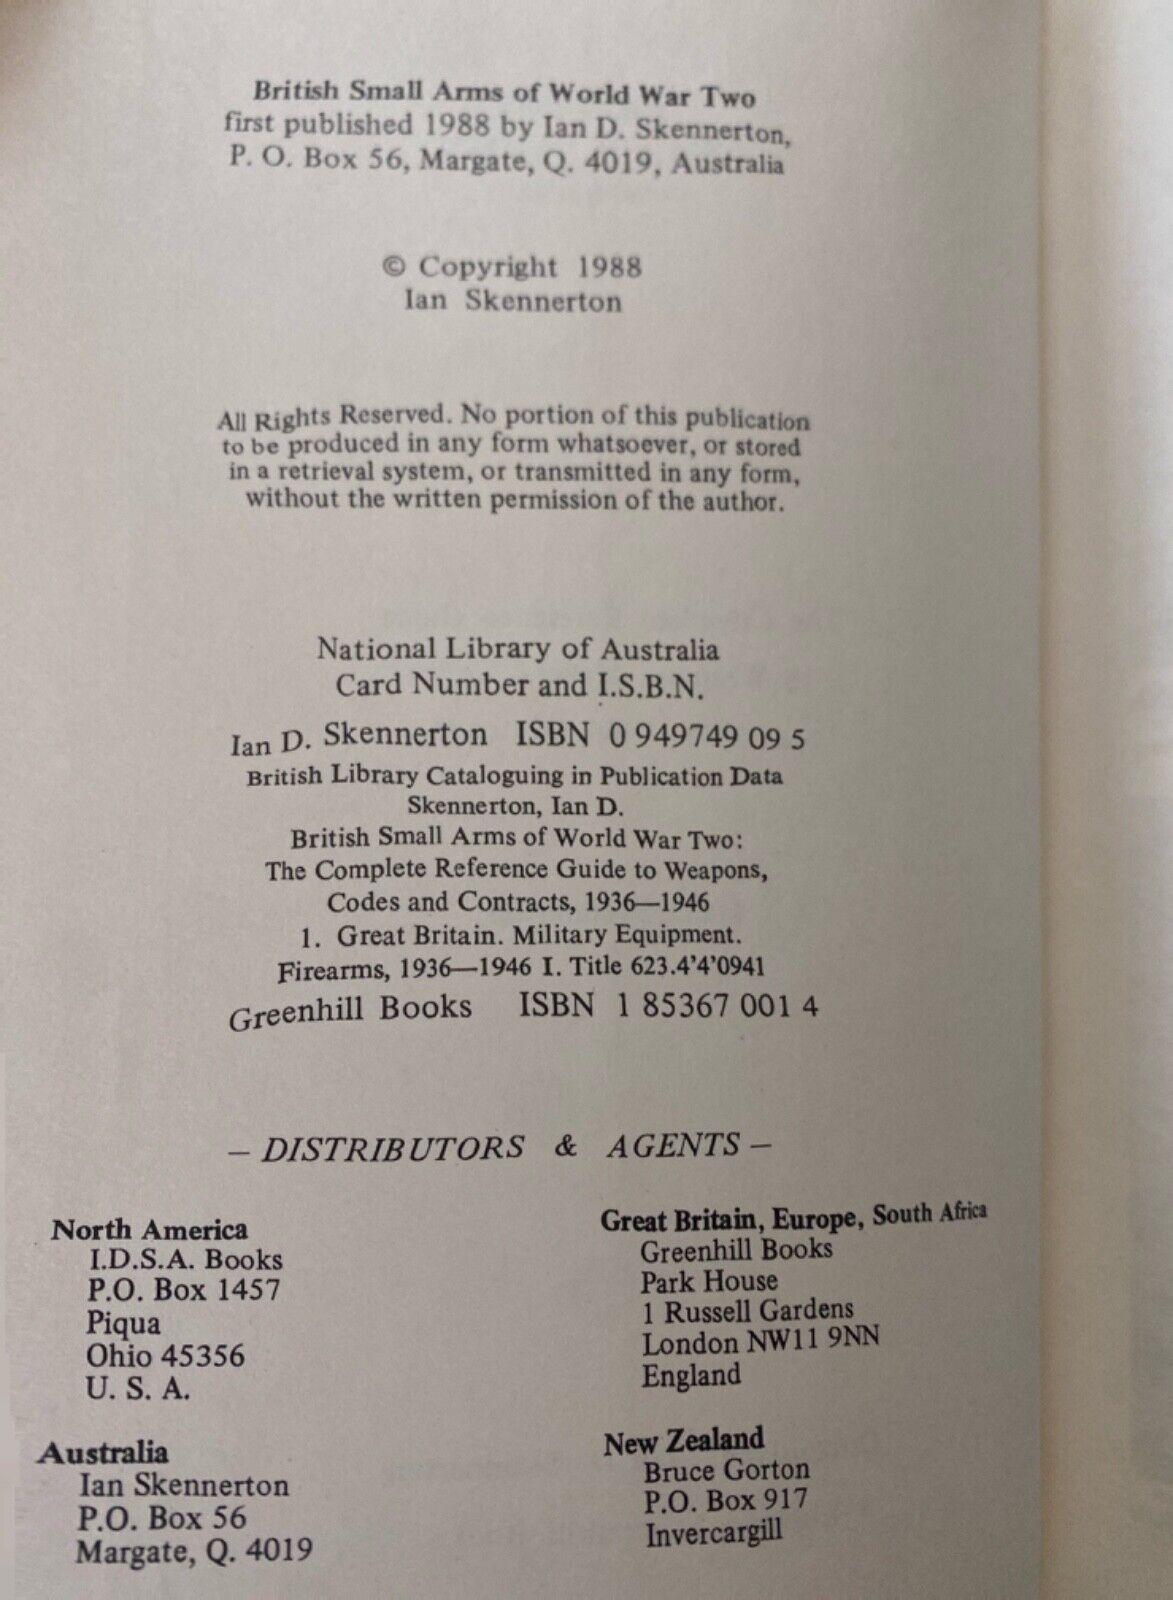 British Small Arms of World War Two
first published 1988 by Ian D. Skennerton,
P. O. Box 56, Margate, Q. 4019, Australia
© Copyright 1988
Ian Skennerton
All Rights Reserved. No portion of this publication
to be produced in any form whatsoever, or stored
in a retrieval system, or transmitted in any form,
without the written permission of the author.
National Library of Australia
Card Number and I.S.B.N.
Ian D. Skennerton ISBN 0 949749 09 5
British Library Cataloguing in Publication Data
Skennerton, Ian D.
British Small Arms of World War Two:
The Complete Reference Guide to Weapons,
Codes and Contracts, 1936—1946
1. Great Britain. Military Equipment.
Firearms, 1936—1946 I. Title 623.4'4'0941
Greenhill Books ISBN 1 85367 001 4
– DISTRIBUTORS & AGENTS –
North America
I.D.S.A. Books
P.O. Box 1457
Piqua
Ohio 45356
U. S. A.
Australia
Ian Skennerton
P.O. Box 56
Margate, Q. 4019
Great Britain, Europe, South Africa
Greenhill Books
Park House
1 Russell Gardens
London NW11 9NN
England
New Zealand
Bruce Gorton
P.O. Box 917
Invercargill